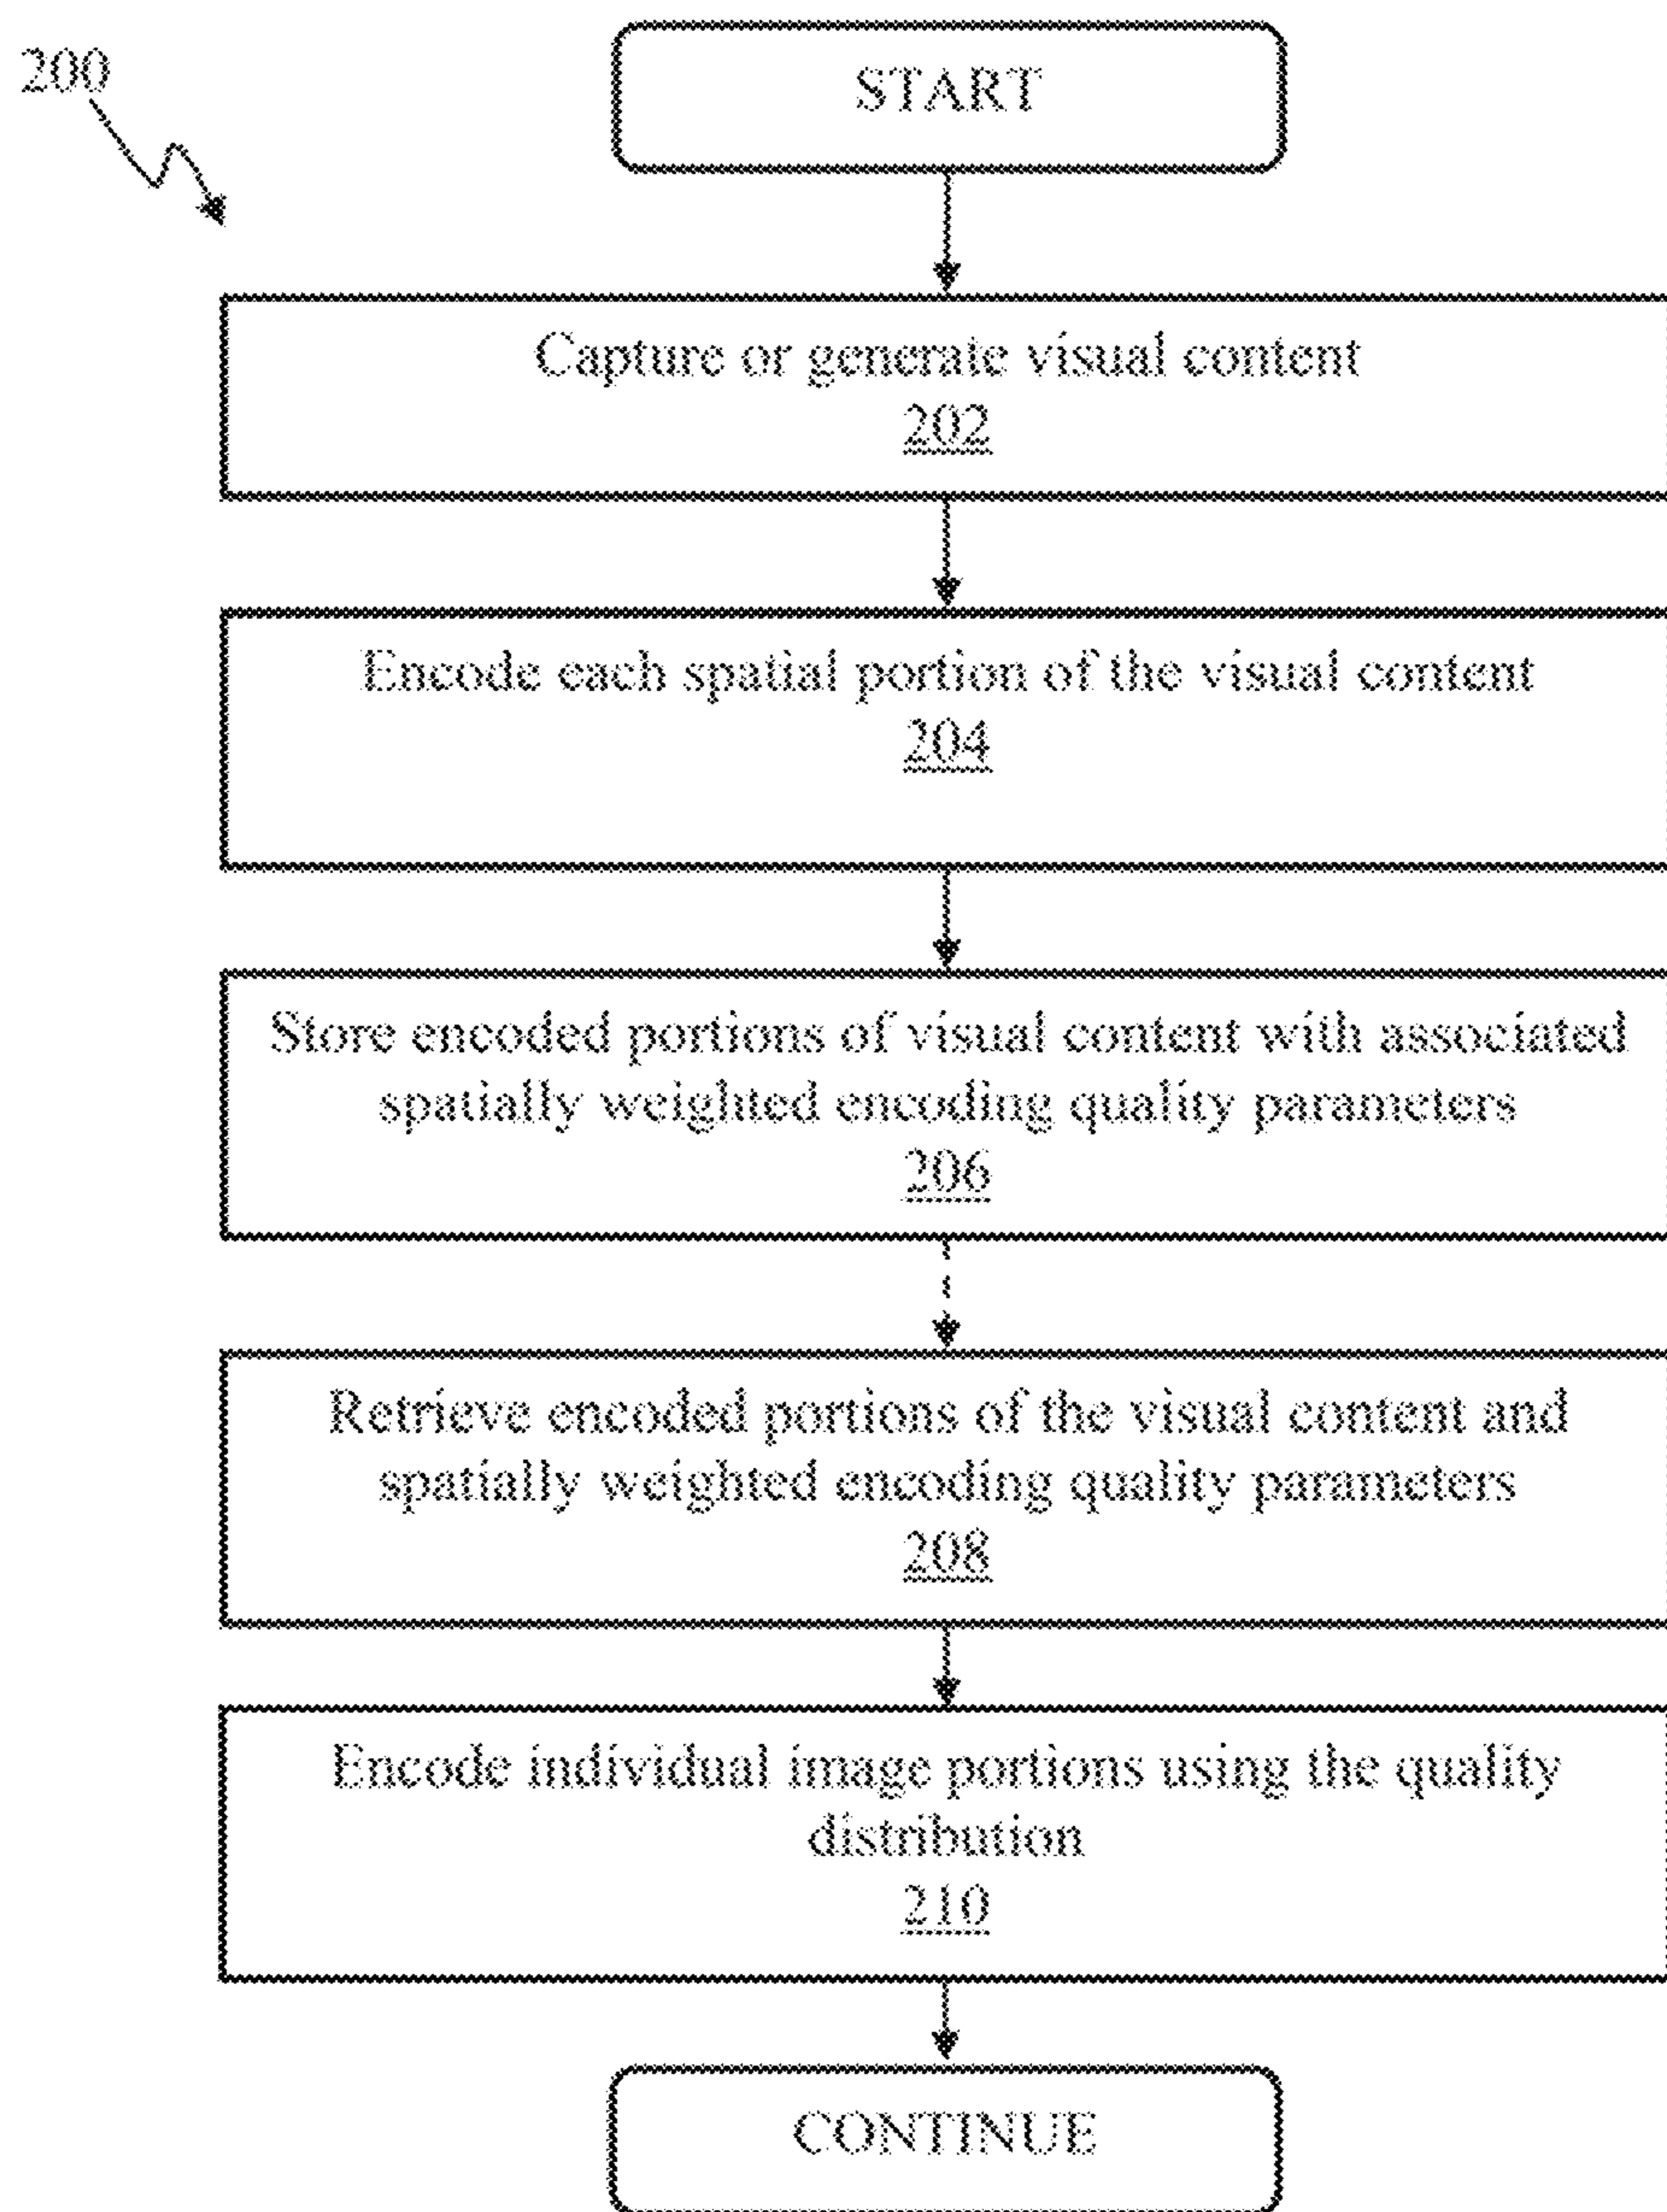 200
START
Capture or generate visual content
202
Encode each spatial portion of the visual content
204
Store encoded portions of visual content with associated
spatially weighted encoding quality parameters
206
Retrieve encoded portions of the visual content and
spatially weighted encoding quality parameters
208
Encode individual image portions using the quality
distribution
210
CONTINUE